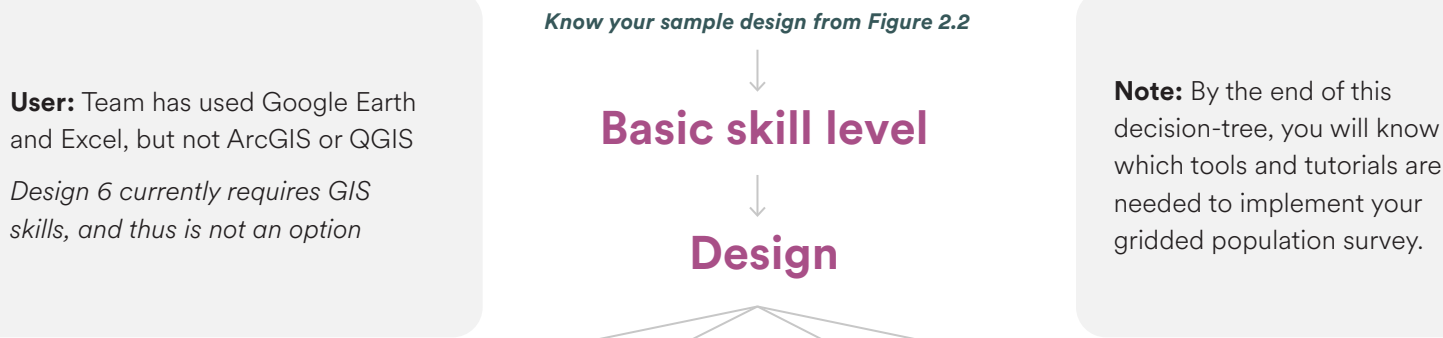 User: Team has used Google Earth
and Excel, but not ArcGIS or QGIS
Design 6 currently requires GIS
skills, and thus is not an option
Know your sample design from Figure 2.2
Basic skill level
Design
Note: By the end of this
decision-tree, you will know
which tools and tutorials are
needed to implement your
gridded population survey.